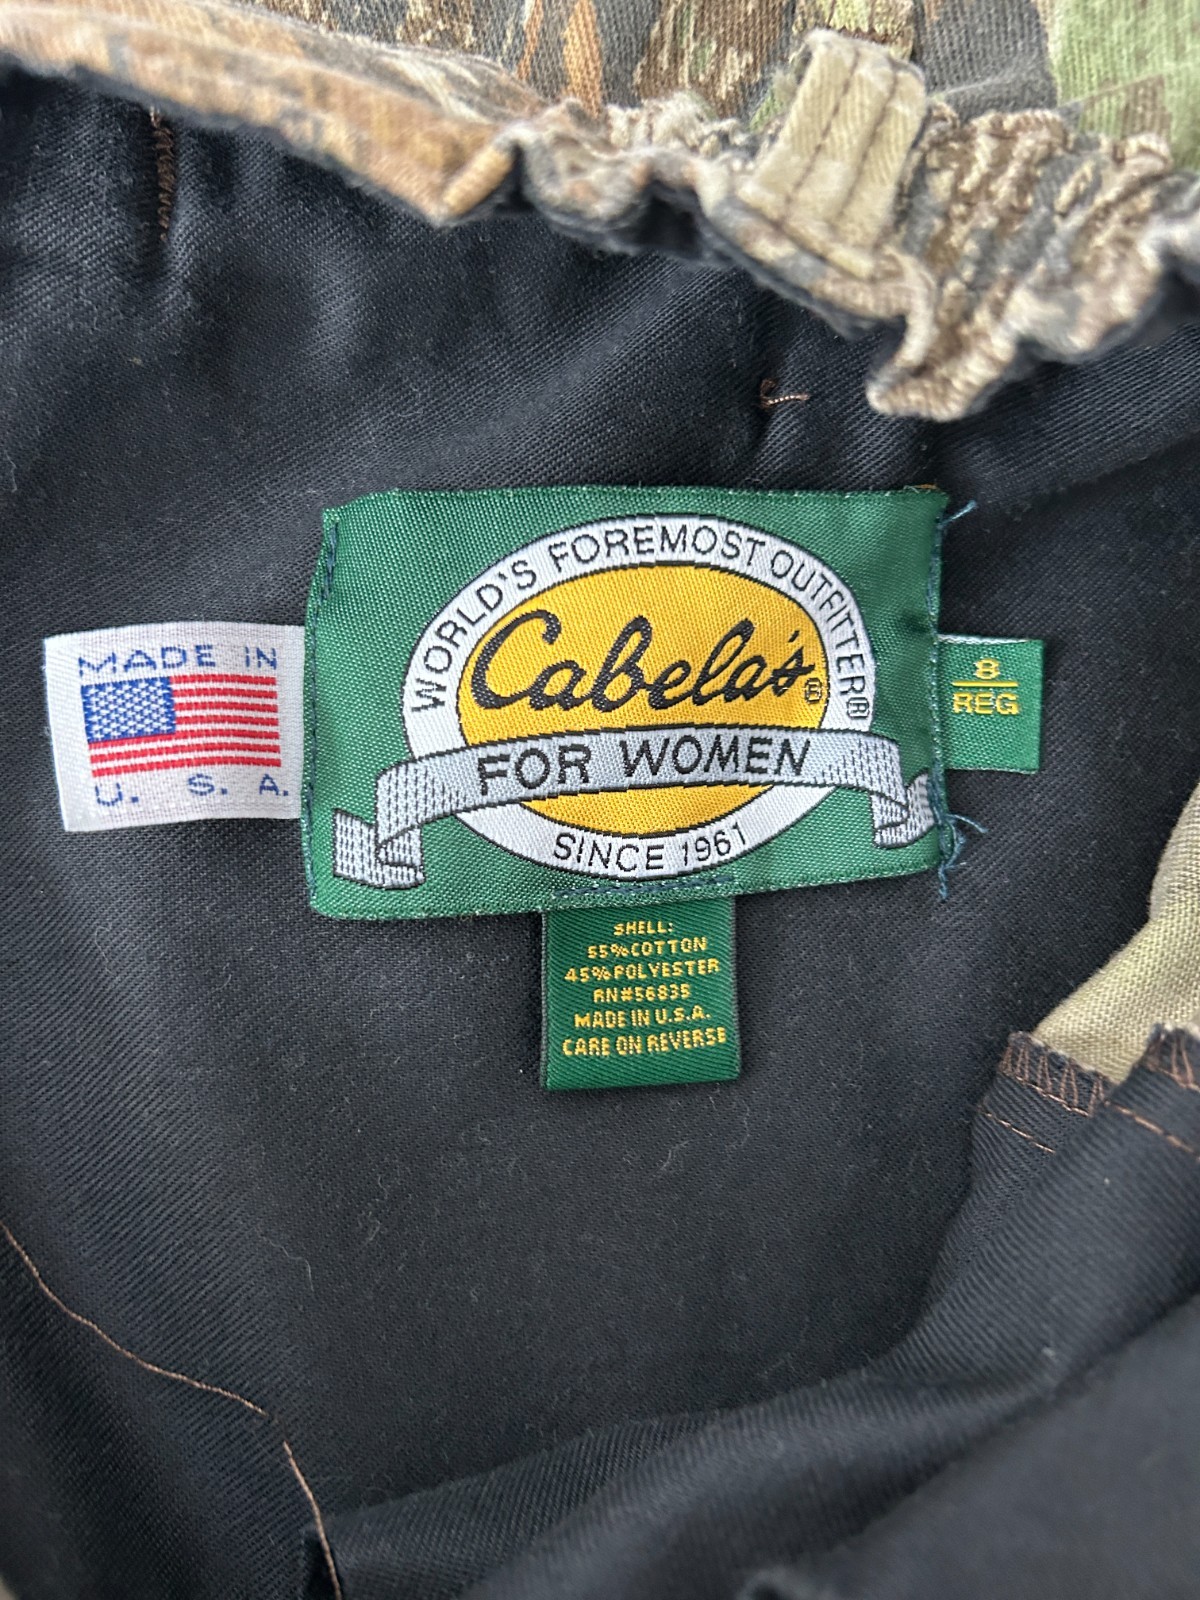 WORLD'S FOREMOST OUTFITTER®
Cabela's®
FOR WOMEN
SINCE 1961
MADE IN
U. S. A.
8
REG
SHELL:
55%COTTON
45%POLYESTER
RN#56835
MADE IN U.S.A.
CARE ON REVERSE